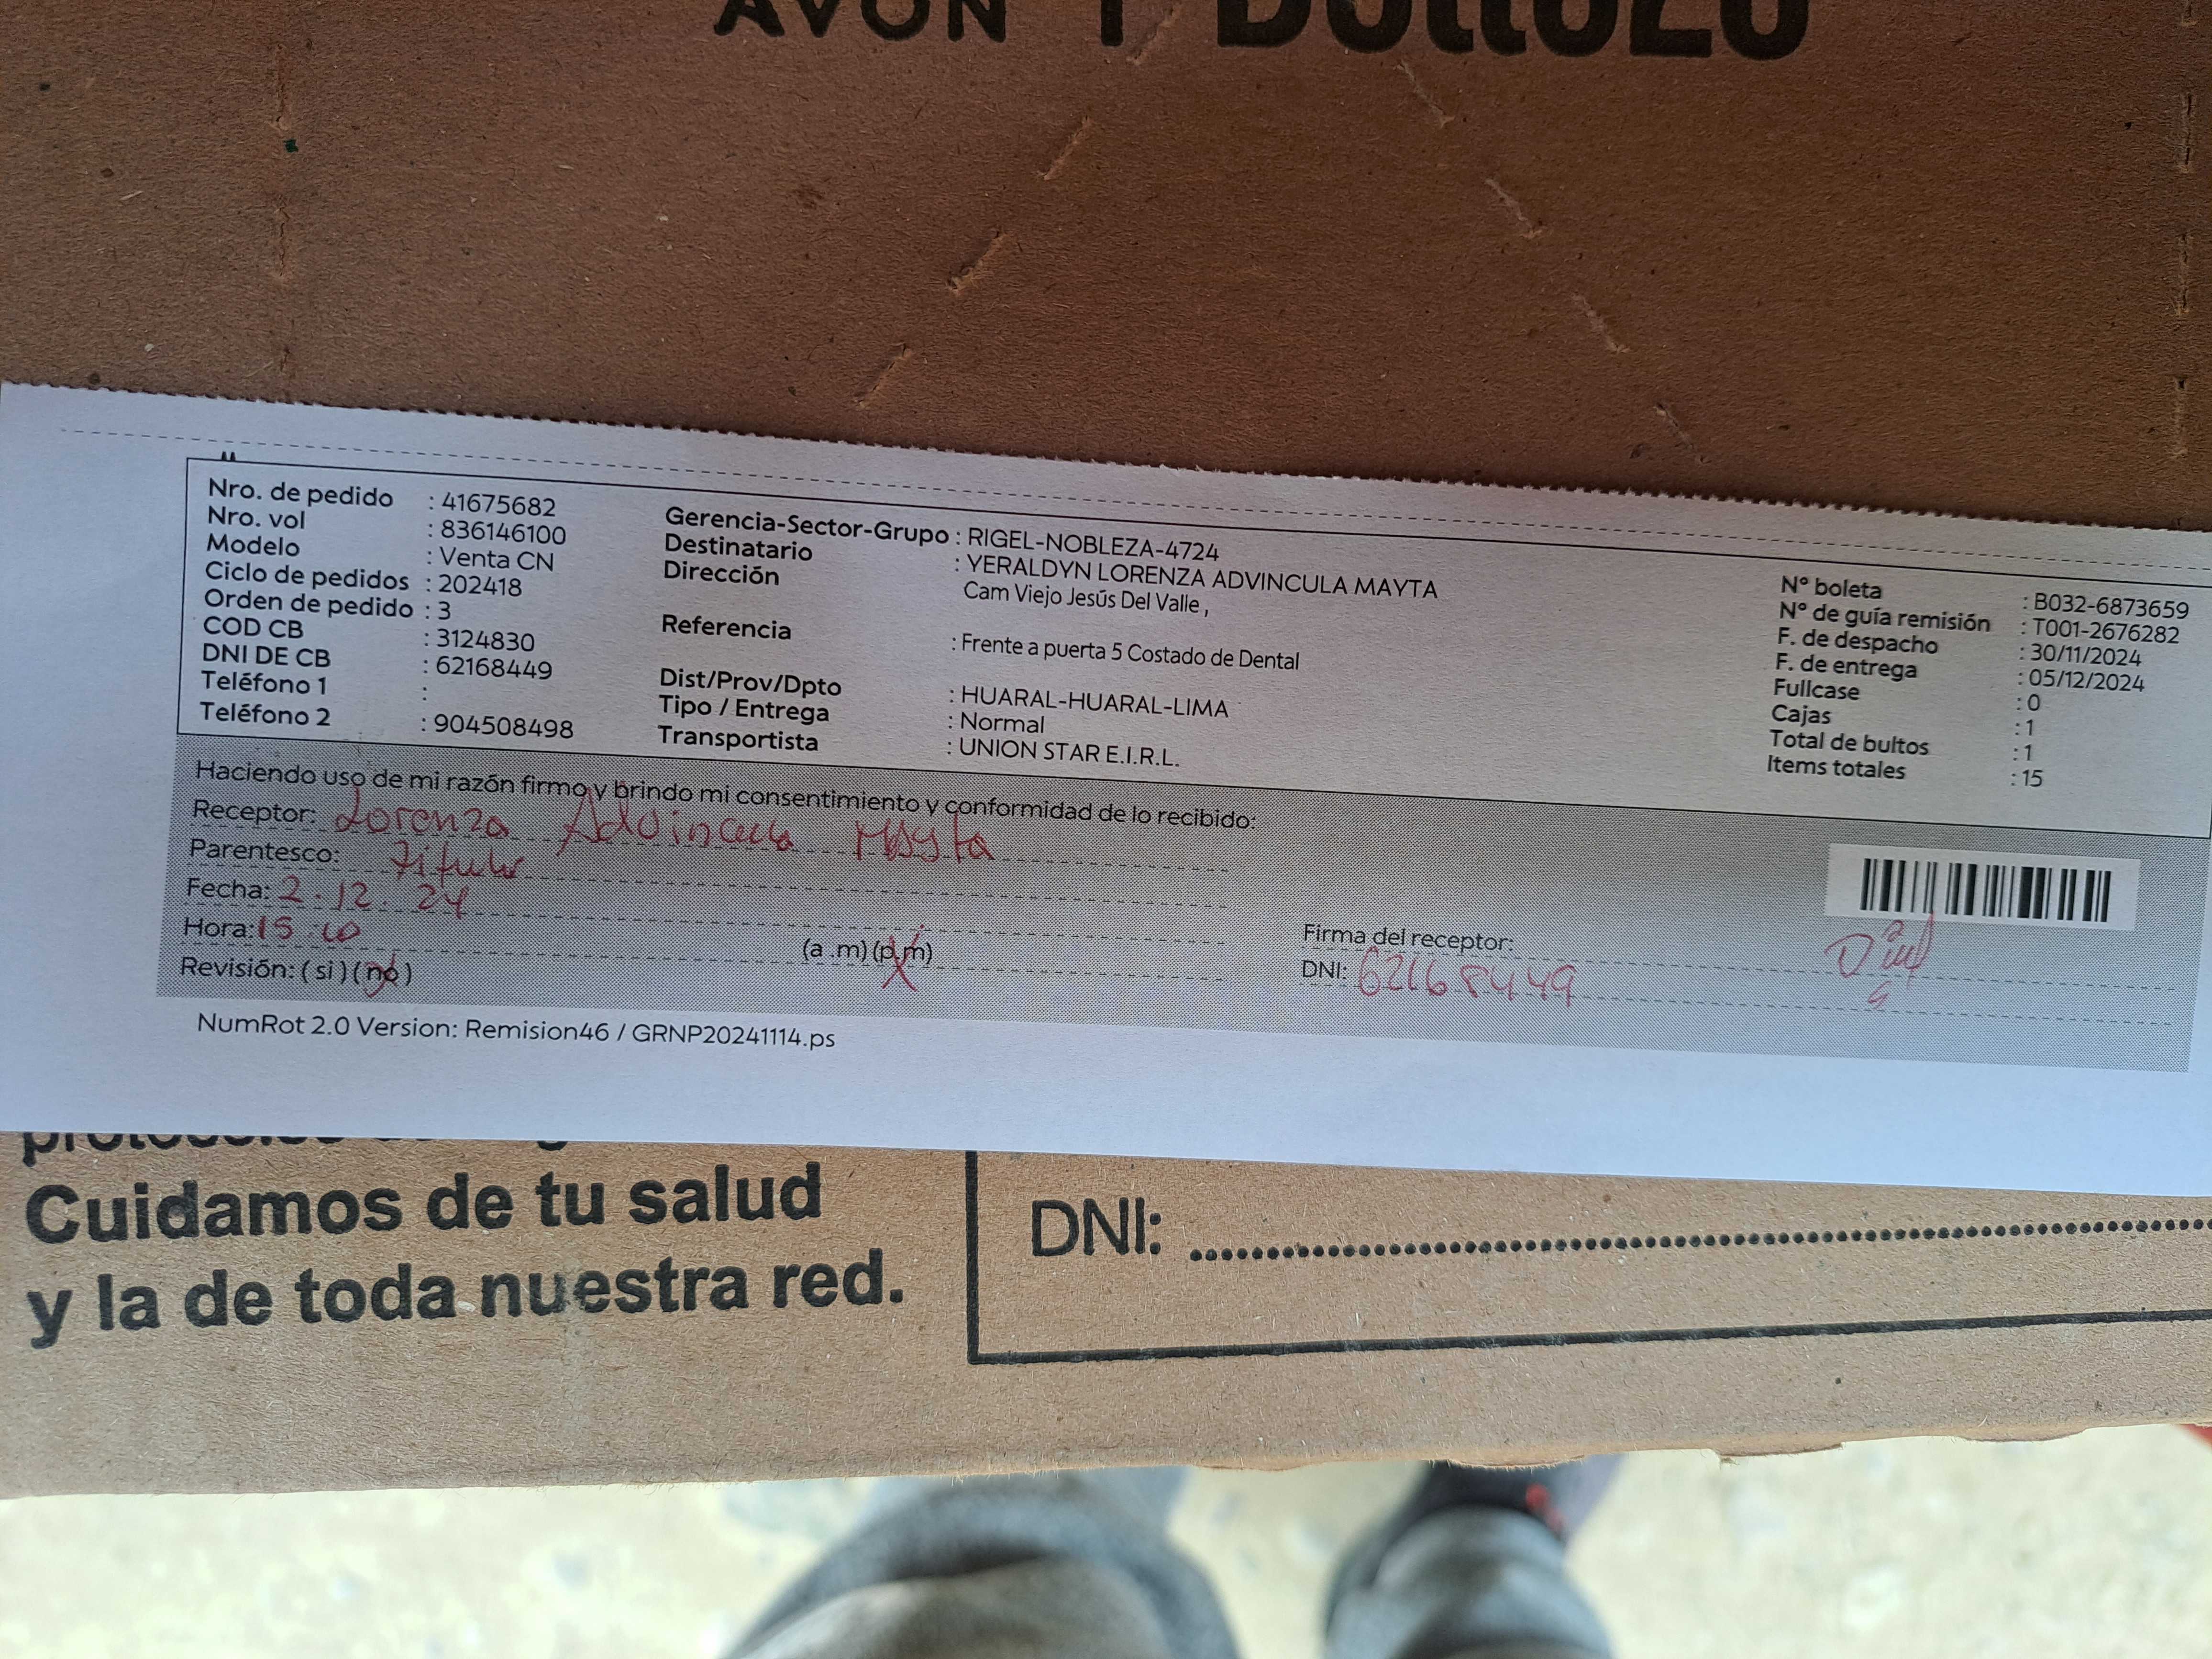 AVON
Nro. de pedido : 41675682
Nro. vol : 836146100
Modelo : Venta CN
Ciclo de pedidos : 202418
Orden de pedido : 3
COD CB : 3124830
DNI DE CB : 62168449
Teléfono 1 :
Teléfono 2 : 904508498
Gerencia-Sector-Grupo : RIGEL-NOBLEZA-4724
Destinatario : YERALDYN LORENZA ADVINCULA MAYTA
Dirección Cam Viejo Jesús Del Valle ,
Referencia : Frente a puerta 5 Costado de Dental
Dist/Prov/Dpto : HUARAL-HUARAL-LIMA
Tipo / Entrega : Normal
Transportista : UNION STAR E.I.R.L.
N° boleta : B032-6873659
N° de guía remisión : T001-2676282
F. de despacho : 30/11/2024
F. de entrega : 05/12/2024
Fullcase : 0
Cajas : 1
Total de bultos : 1
Items totales : 15
Haciendo uso de mi razón firmo y brindo mi consentimiento y conformidad de lo recibido:
Receptor: Lorenza Advincula Mayta
Parentesco: Titular
Fecha: 2.12.24
Hora: 15: (a .m) (p.m)
Revisión: ( si ) ( no )
Firma del receptor:
DNI: 62168449
NumRot 2.0 Version: Remision46 / GRNP20241114.ps
Cuidamos de tu salud
y la de toda nuestra red.
DNI: